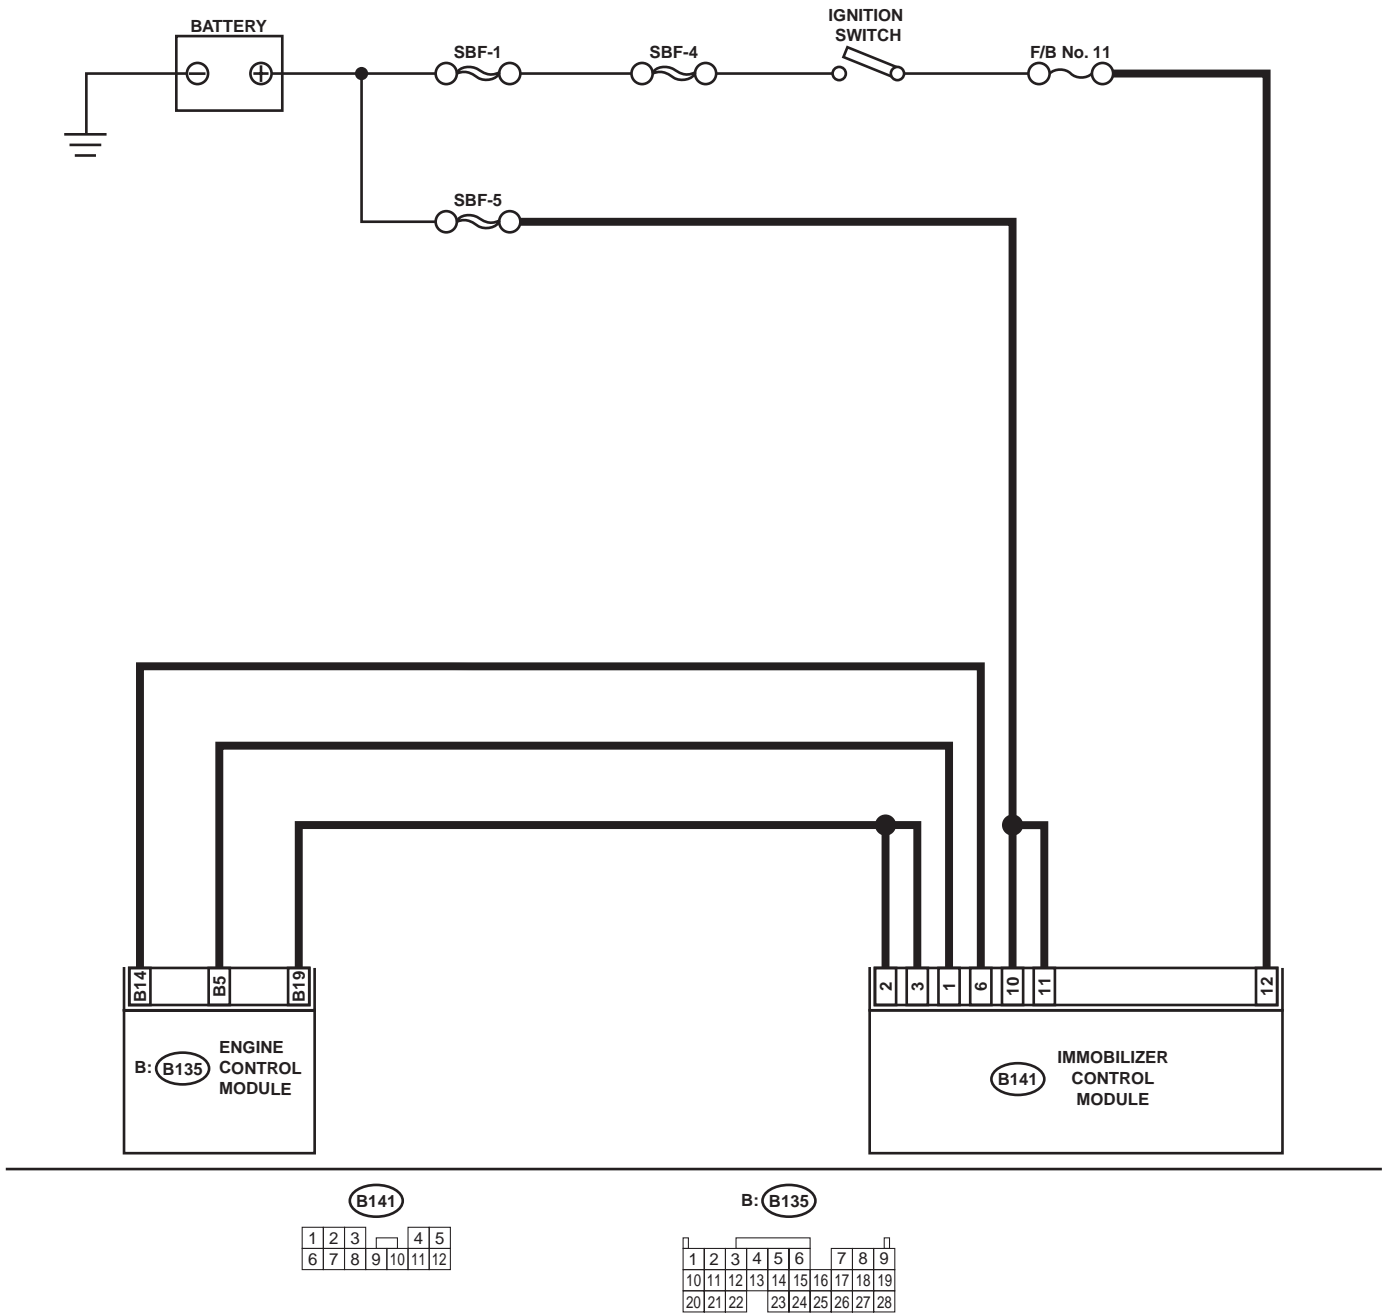 IGNITION
SWITCH
BATTERY
SBF-1
SBF-4
F/B No. 11
SBF-5
B14
B5
B19
2
3
1
6
10
11
12
B: B135
ENGINE
CONTROL
MODULE
B141
IMMOBILIZER
CONTROL
MODULE
B141
1 2 3 4 5
6 7 8 9 10 11 12
B: B135
1 2 3 4 5 6 7 8 9
10 11 12 13 14 15 16 17 18 19
20 21 22 23 24 25 26 27 28